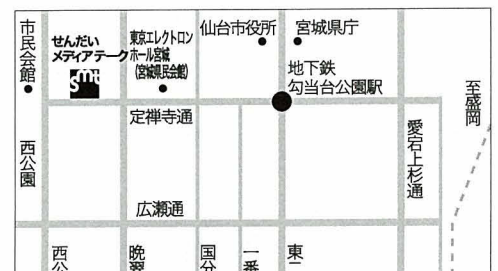 市民会館
せんだい
メディアテーク
smt
東京エレクトロン
ホール宮城
（宮城県民会館）
仙台市役所
宮城県庁
地下鉄
勾当台公園駅
至盛岡
定禅寺通
西公園
愛宕上杉通
広瀬通
西公
晩翠
国分
一番
東二